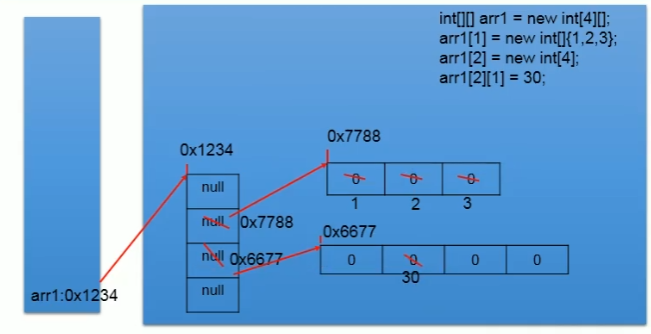 int[][] arr1 = new int[4][];
arr1[1] = new int[]{1,2,3};
arr1[2] = new int[4];
arr1[2][1] = 30;
0x7788
0x1234
null
0 0 0
1 2 3
null 0x7788
0x6677
null 0x6677
0 0 0 0
30
null
arr1:0x1234